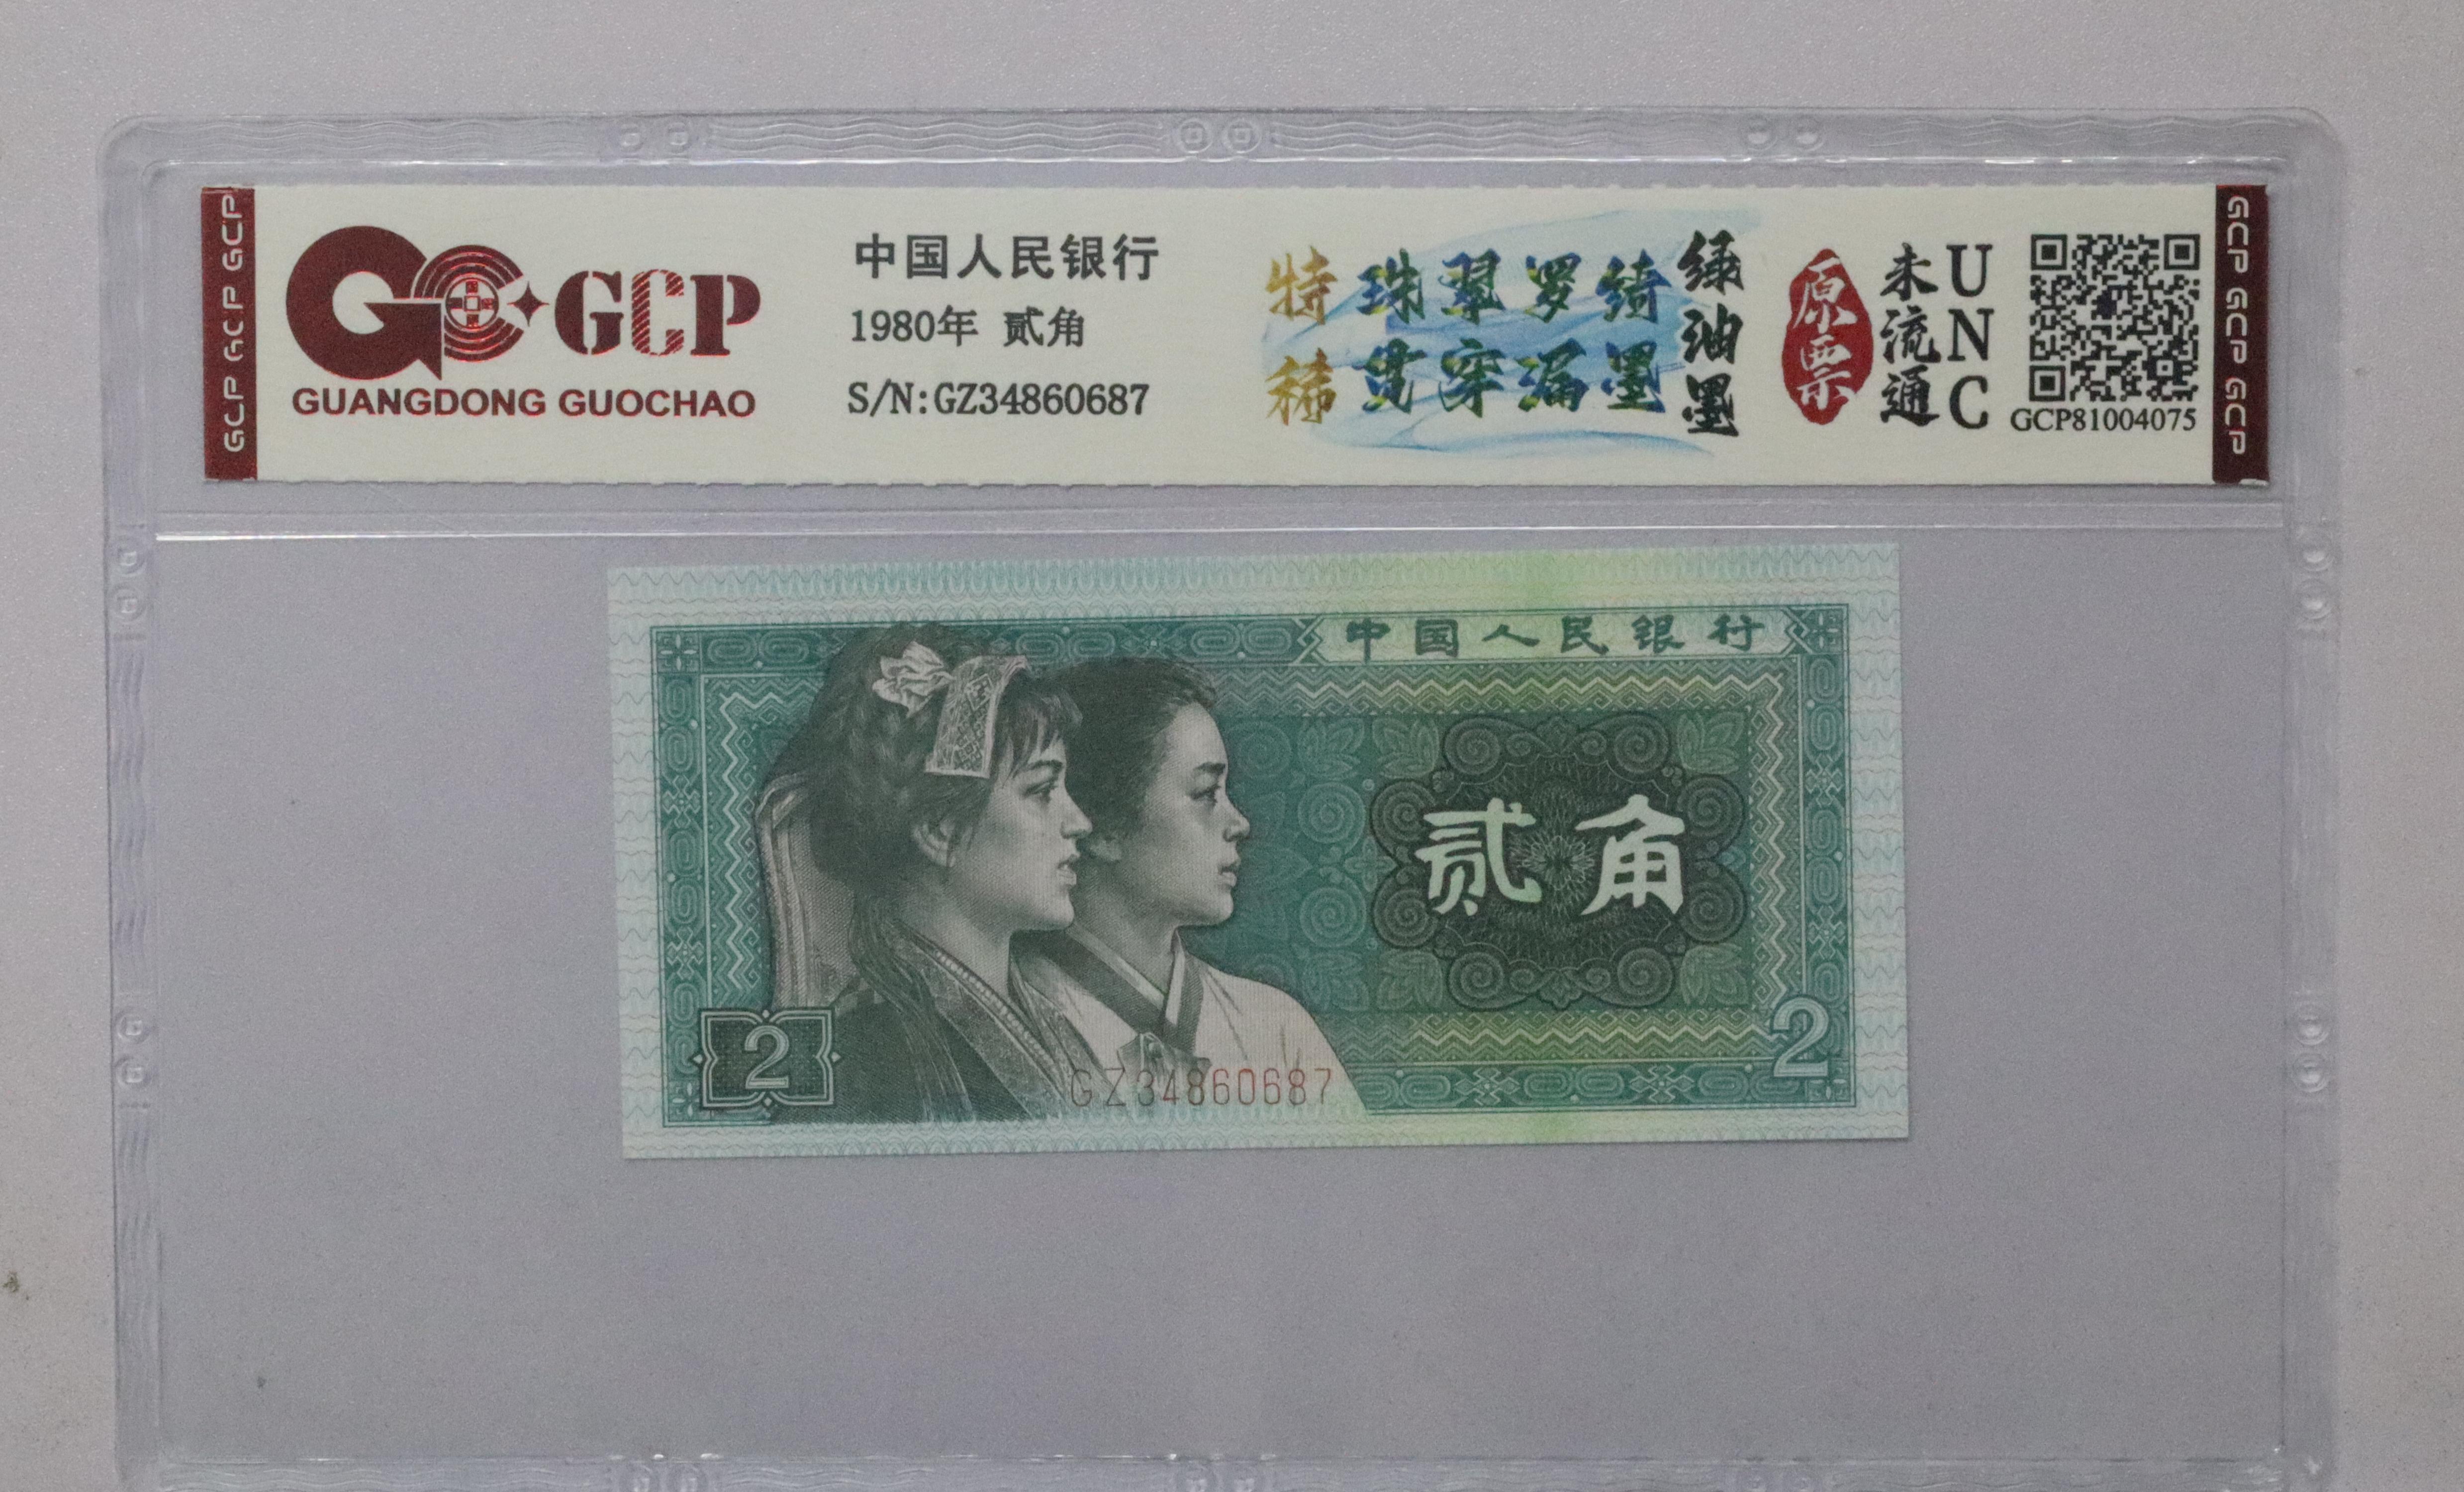 GCP GCP GCP
GCP
GUANGDONG GUOCHAO
中国人民银行
1980年 贰角
S/N:GZ34860687
特稀
珠翠罗绮
贯穿漏墨
绿油墨
原票
未流通
UNC
GCP81004075
GCP GCP GCP
中国人民银行
贰角
2
2
GZ34860687